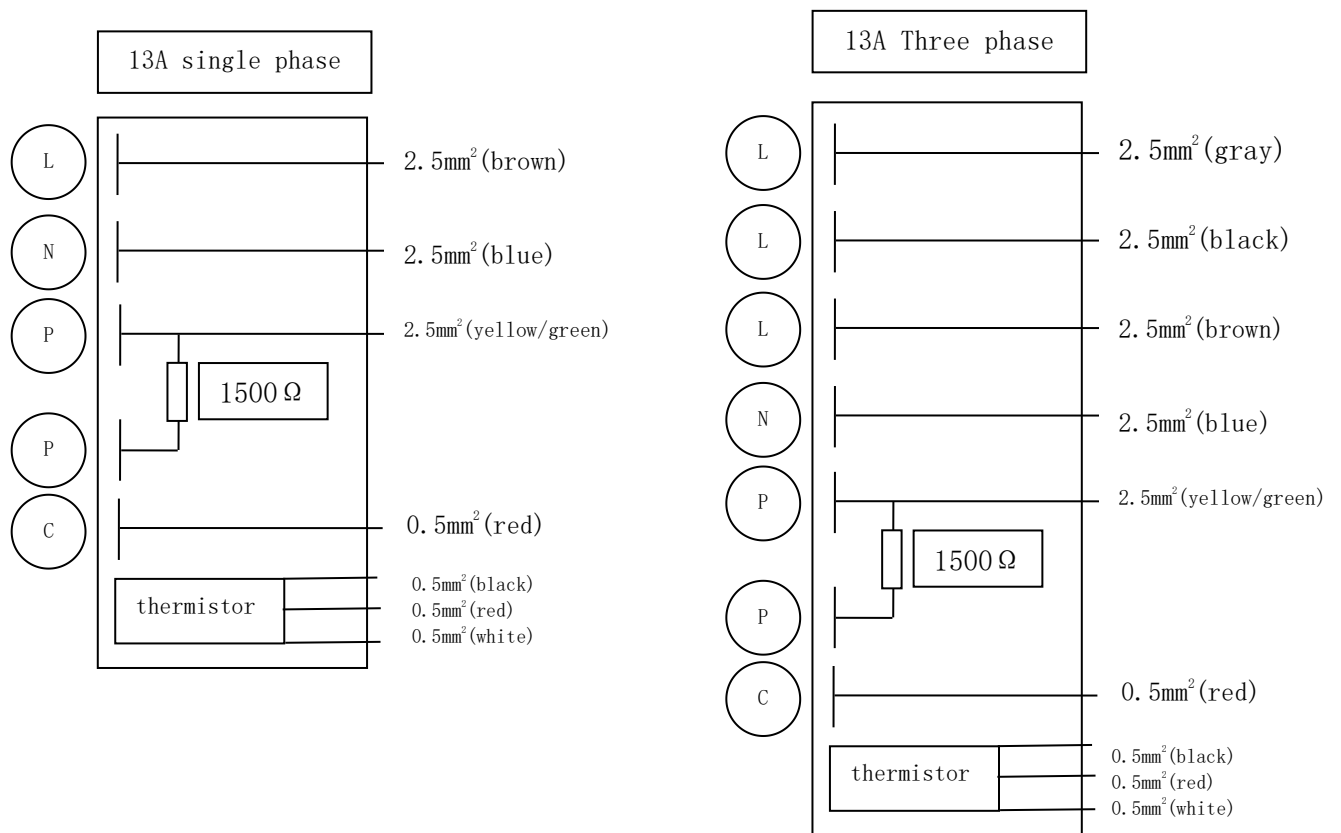 13A single phase
L
2.5mm²(brown)
N
2.5mm²(blue)
P
2.5mm²(yellow/green)
1500Ω
P
C
0.5mm²(red)
thermistor
0.5mm²(black)
0.5mm²(red)
0.5mm²(white)
13A Three phase
L
2.5mm²(gray)
L
2.5mm²(black)
L
2.5mm²(brown)
N
2.5mm²(blue)
P
2.5mm²(yellow/green)
1500Ω
P
C
0.5mm²(red)
thermistor
0.5mm²(black)
0.5mm²(red)
0.5mm²(white)